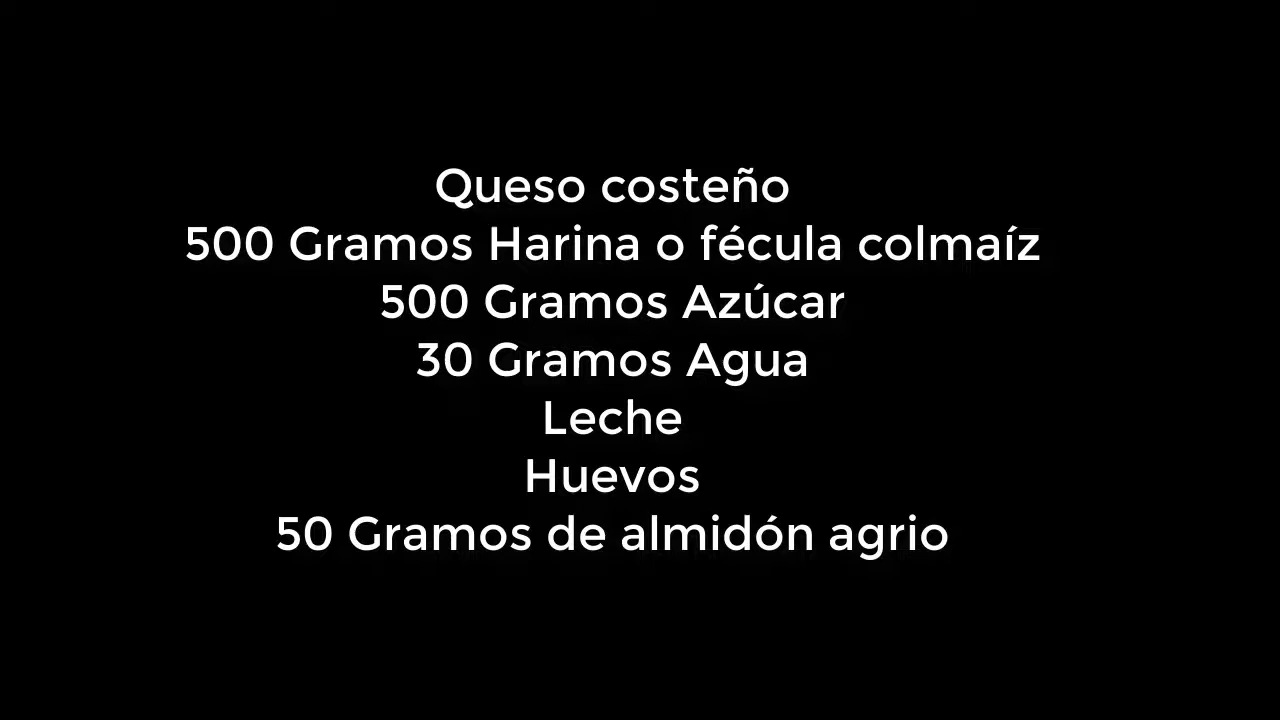 Queso costeño
500 Gramos Harina o fécula colmaíz
500 Gramos Azúcar
30 Gramos Agua
Leche
Huevos
50 Gramos de almidón agrio